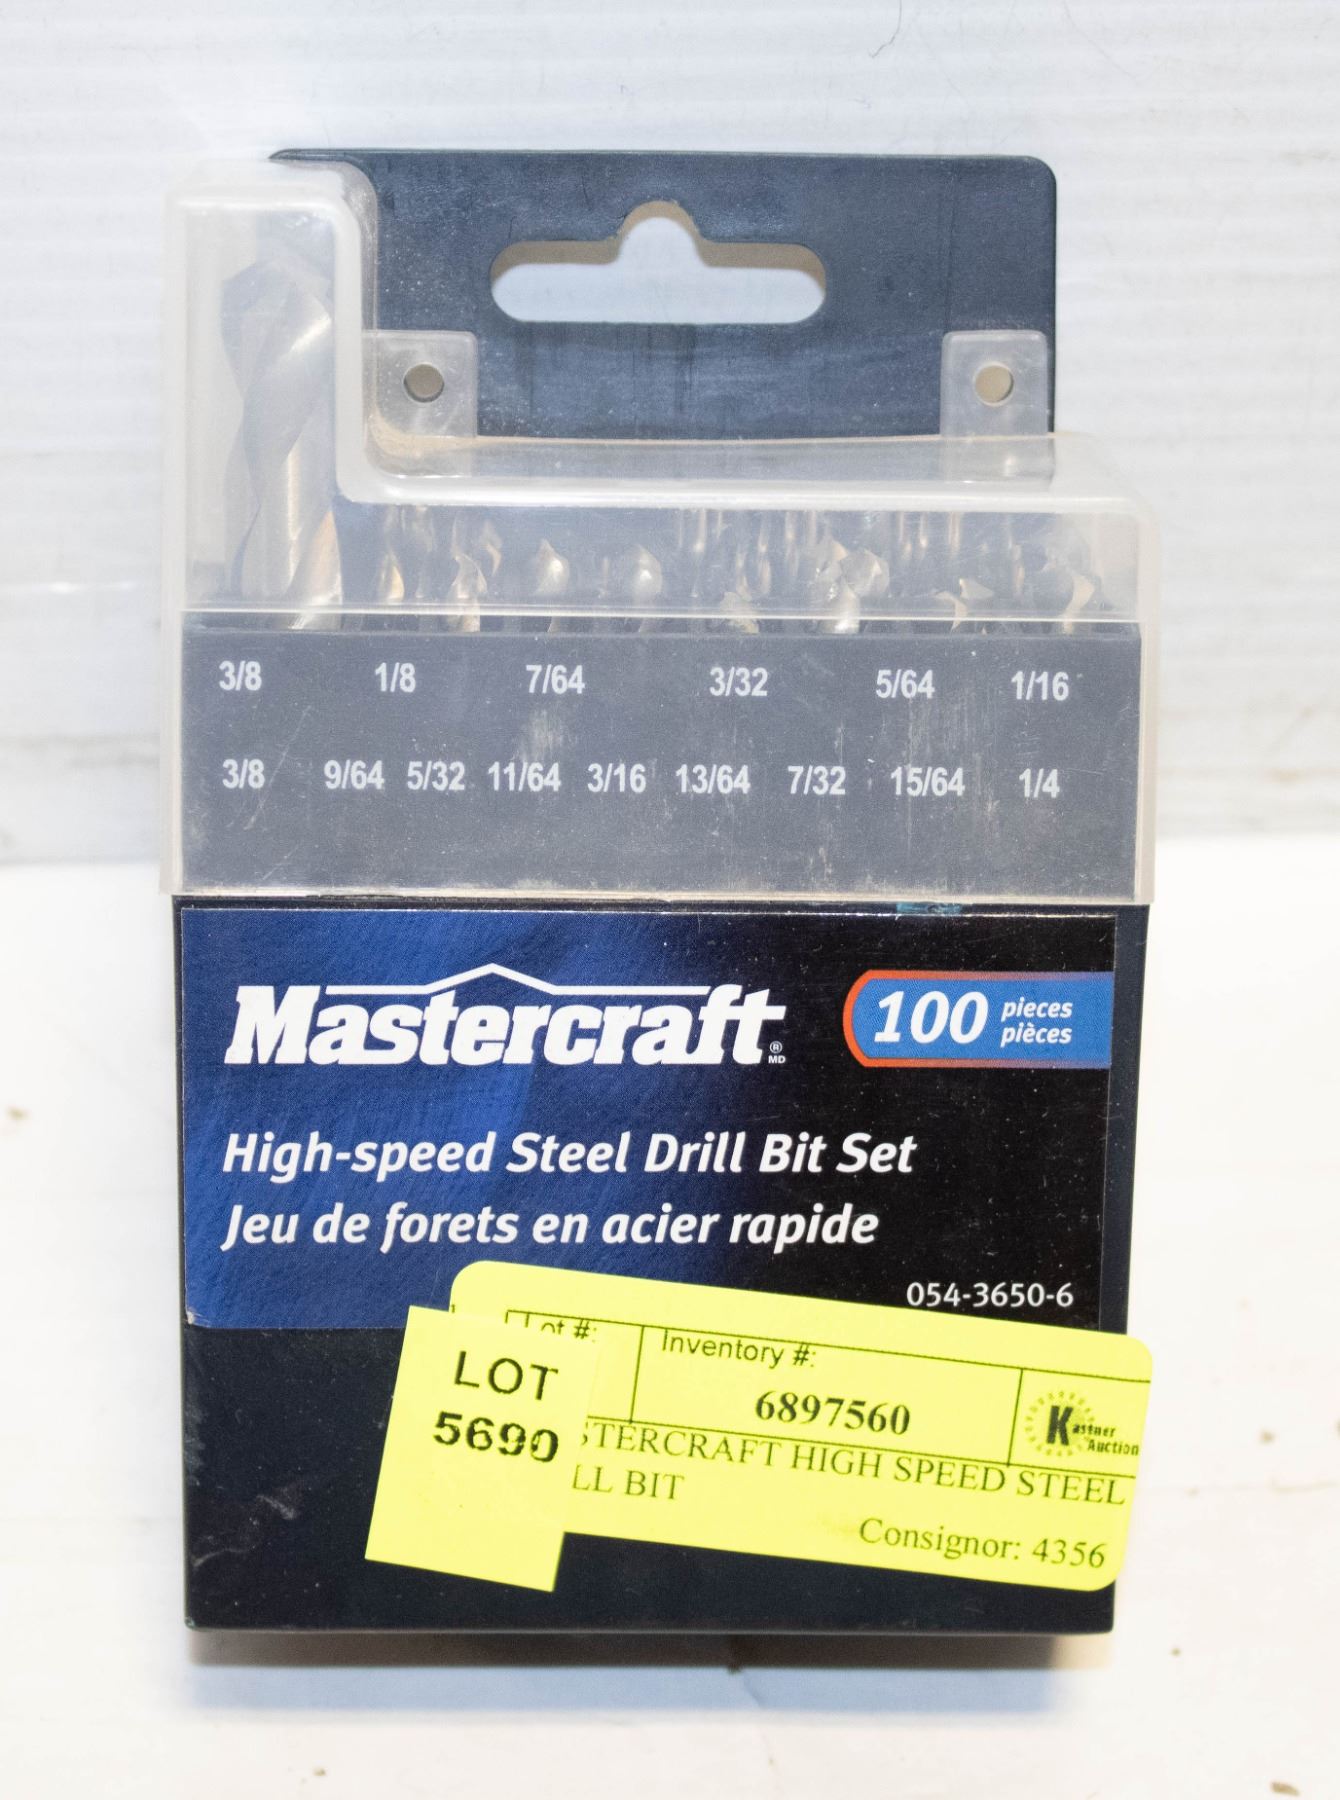 3/8 1/8 7/64 3/32 5/64 1/16
3/8 9/64 5/32 11/64 3/16 13/64 7/32 15/64 1/4
Mastercraft ® MD
100 pieces
pièces
High-speed Steel Drill Bit Set
Jeu de forets en acier rapide
054-3650-6
Lot #: Inventory #:
LOT
5690
6897560
Kastner
Auction
STERCRAFT HIGH SPEED STEEL
LL BIT
Consignor: 4356